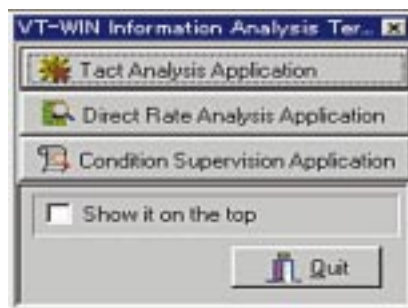 VT-WIN Information Analysis Ter...
Tact Analysis Application
Direct Rate Analysis Application
Condition Supervision Application
Show it on the top
Quit